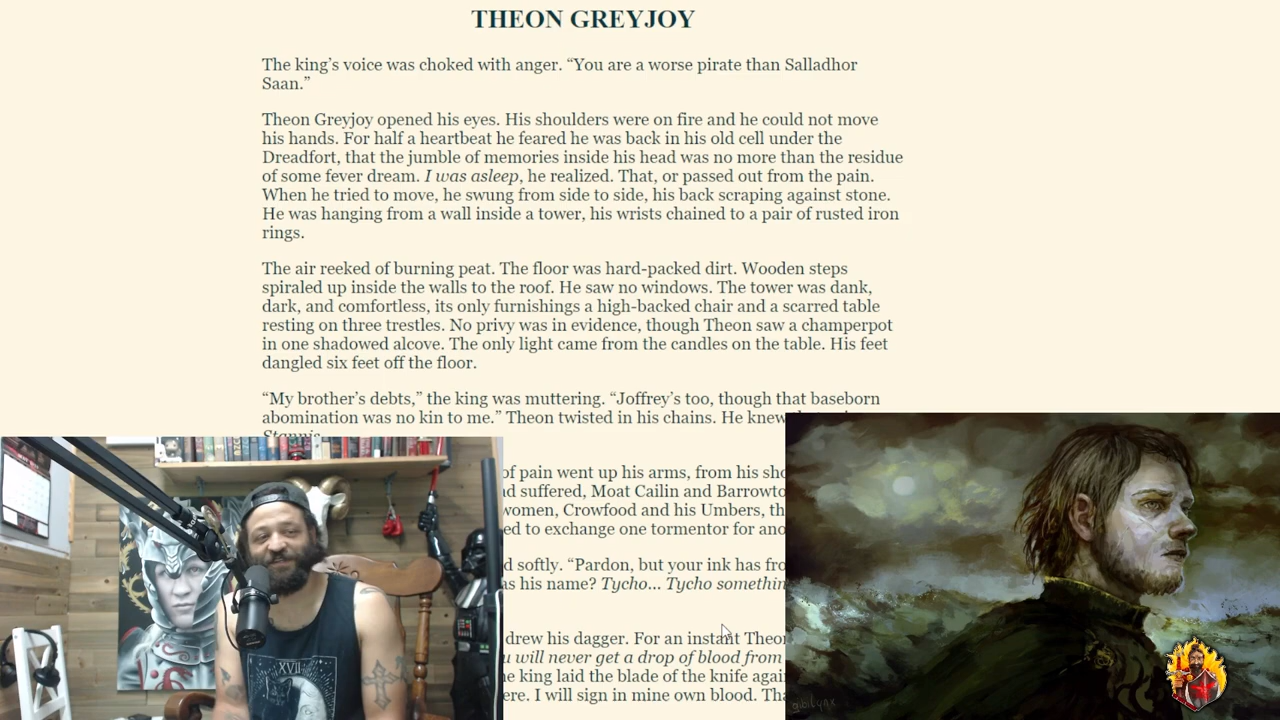 THEON GREYJOY
The king’s voice was choked with anger. “You are a worse pirate than Salladhor
Saan.”
Theon Greyjoy opened his eyes. His shoulders were on fire and he could not move
his hands. For half a heartbeat he feared he was back in his old cell under the
Dreadfort, that the jumble of memories inside his head was no more than the residue
of some fever dream. I was asleep, he realized. That, or passed out from the pain.
When he tried to move, he swung from side to side, his back scraping against stone.
He was hanging from a wall inside a tower, his wrists chained to a pair of rusted iron
rings.
The air reeked of burning peat. The floor was hard-packed dirt. Wooden steps
spiraled up inside the walls to the roof. He saw no windows. The tower was dank,
dark, and comfortless, its only furnishings a high-backed chair and a scarred table
resting on three trestles. No privy was in evidence, though Theon saw a champerpot
in one shadowed alcove. The only light came from the candles on the table. His feet
dangled six feet off the floor.
“My brother’s debts,” the king was muttering. “Joffrey’s too, though that baseborn
abomination was no kin to me.” Theon twisted in his chains. He knew
of pain went up his arms, from his sho
d suffered, Moat Cailin and Barrowto
women, Crowfood and his Umbers, th
ed to exchange one tormentor for ano
d softly. “Pardon, but your ink has fro
as his name? Tycho… Tycho somethin
drew his dagger. For an instant Theon
u will never get a drop of blood from
e king laid the blade of the knife agai
ere. I will sign in mine own blood. Tha
XVII